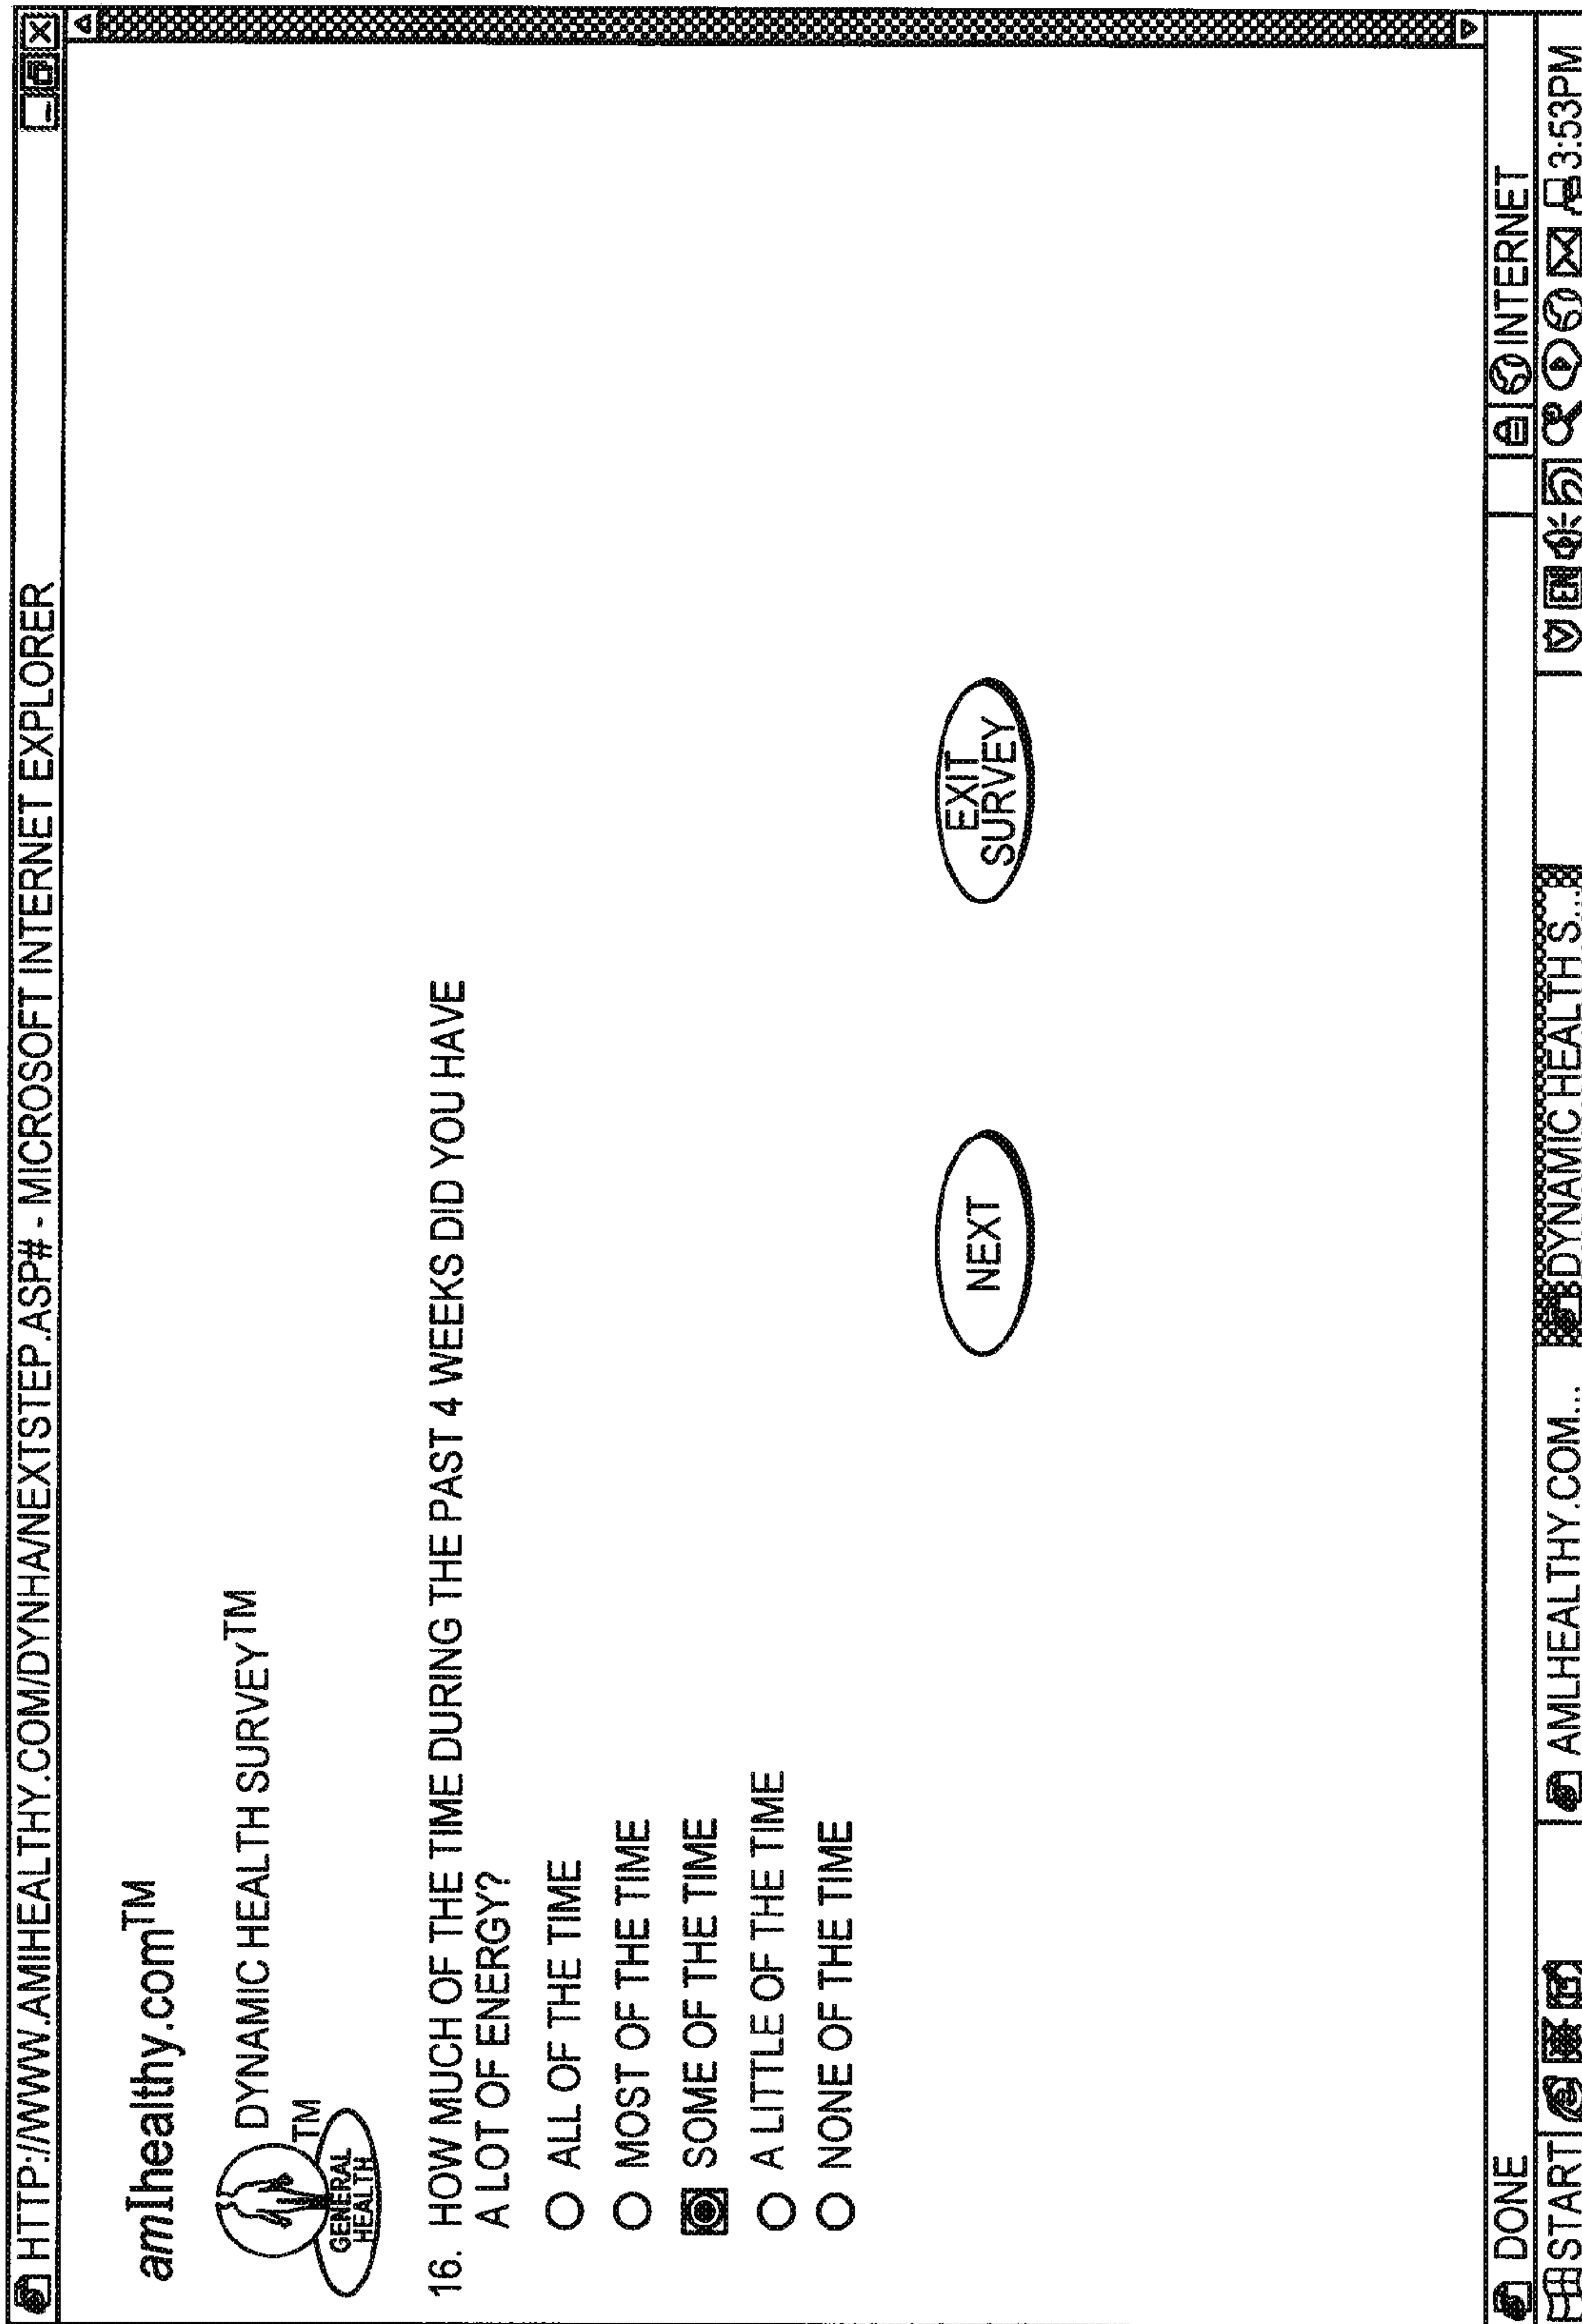 HTTP://WWW.AMIHEALTHY.COM/DYNHA/NEXTSTEP.ASP# - MICROSOFT INTERNET EXPLORER
amIhealthy.com™
DYNAMIC HEALTH SURVEY™
TM
GENERAL
HEALTH
16. HOW MUCH OF THE TIME DURING THE PAST 4 WEEKS DID YOU HAVE
A LOT OF ENERGY?
ALL OF THE TIME
MOST OF THE TIME
SOME OF THE TIME
A LITTLE OF THE TIME
NONE OF THE TIME
NEXT
EXIT
SURVEY
DONE
INTERNET
START
AMLHEALTHY.COM...
DYNAMIC HEALTH S...
EN
3:53PM